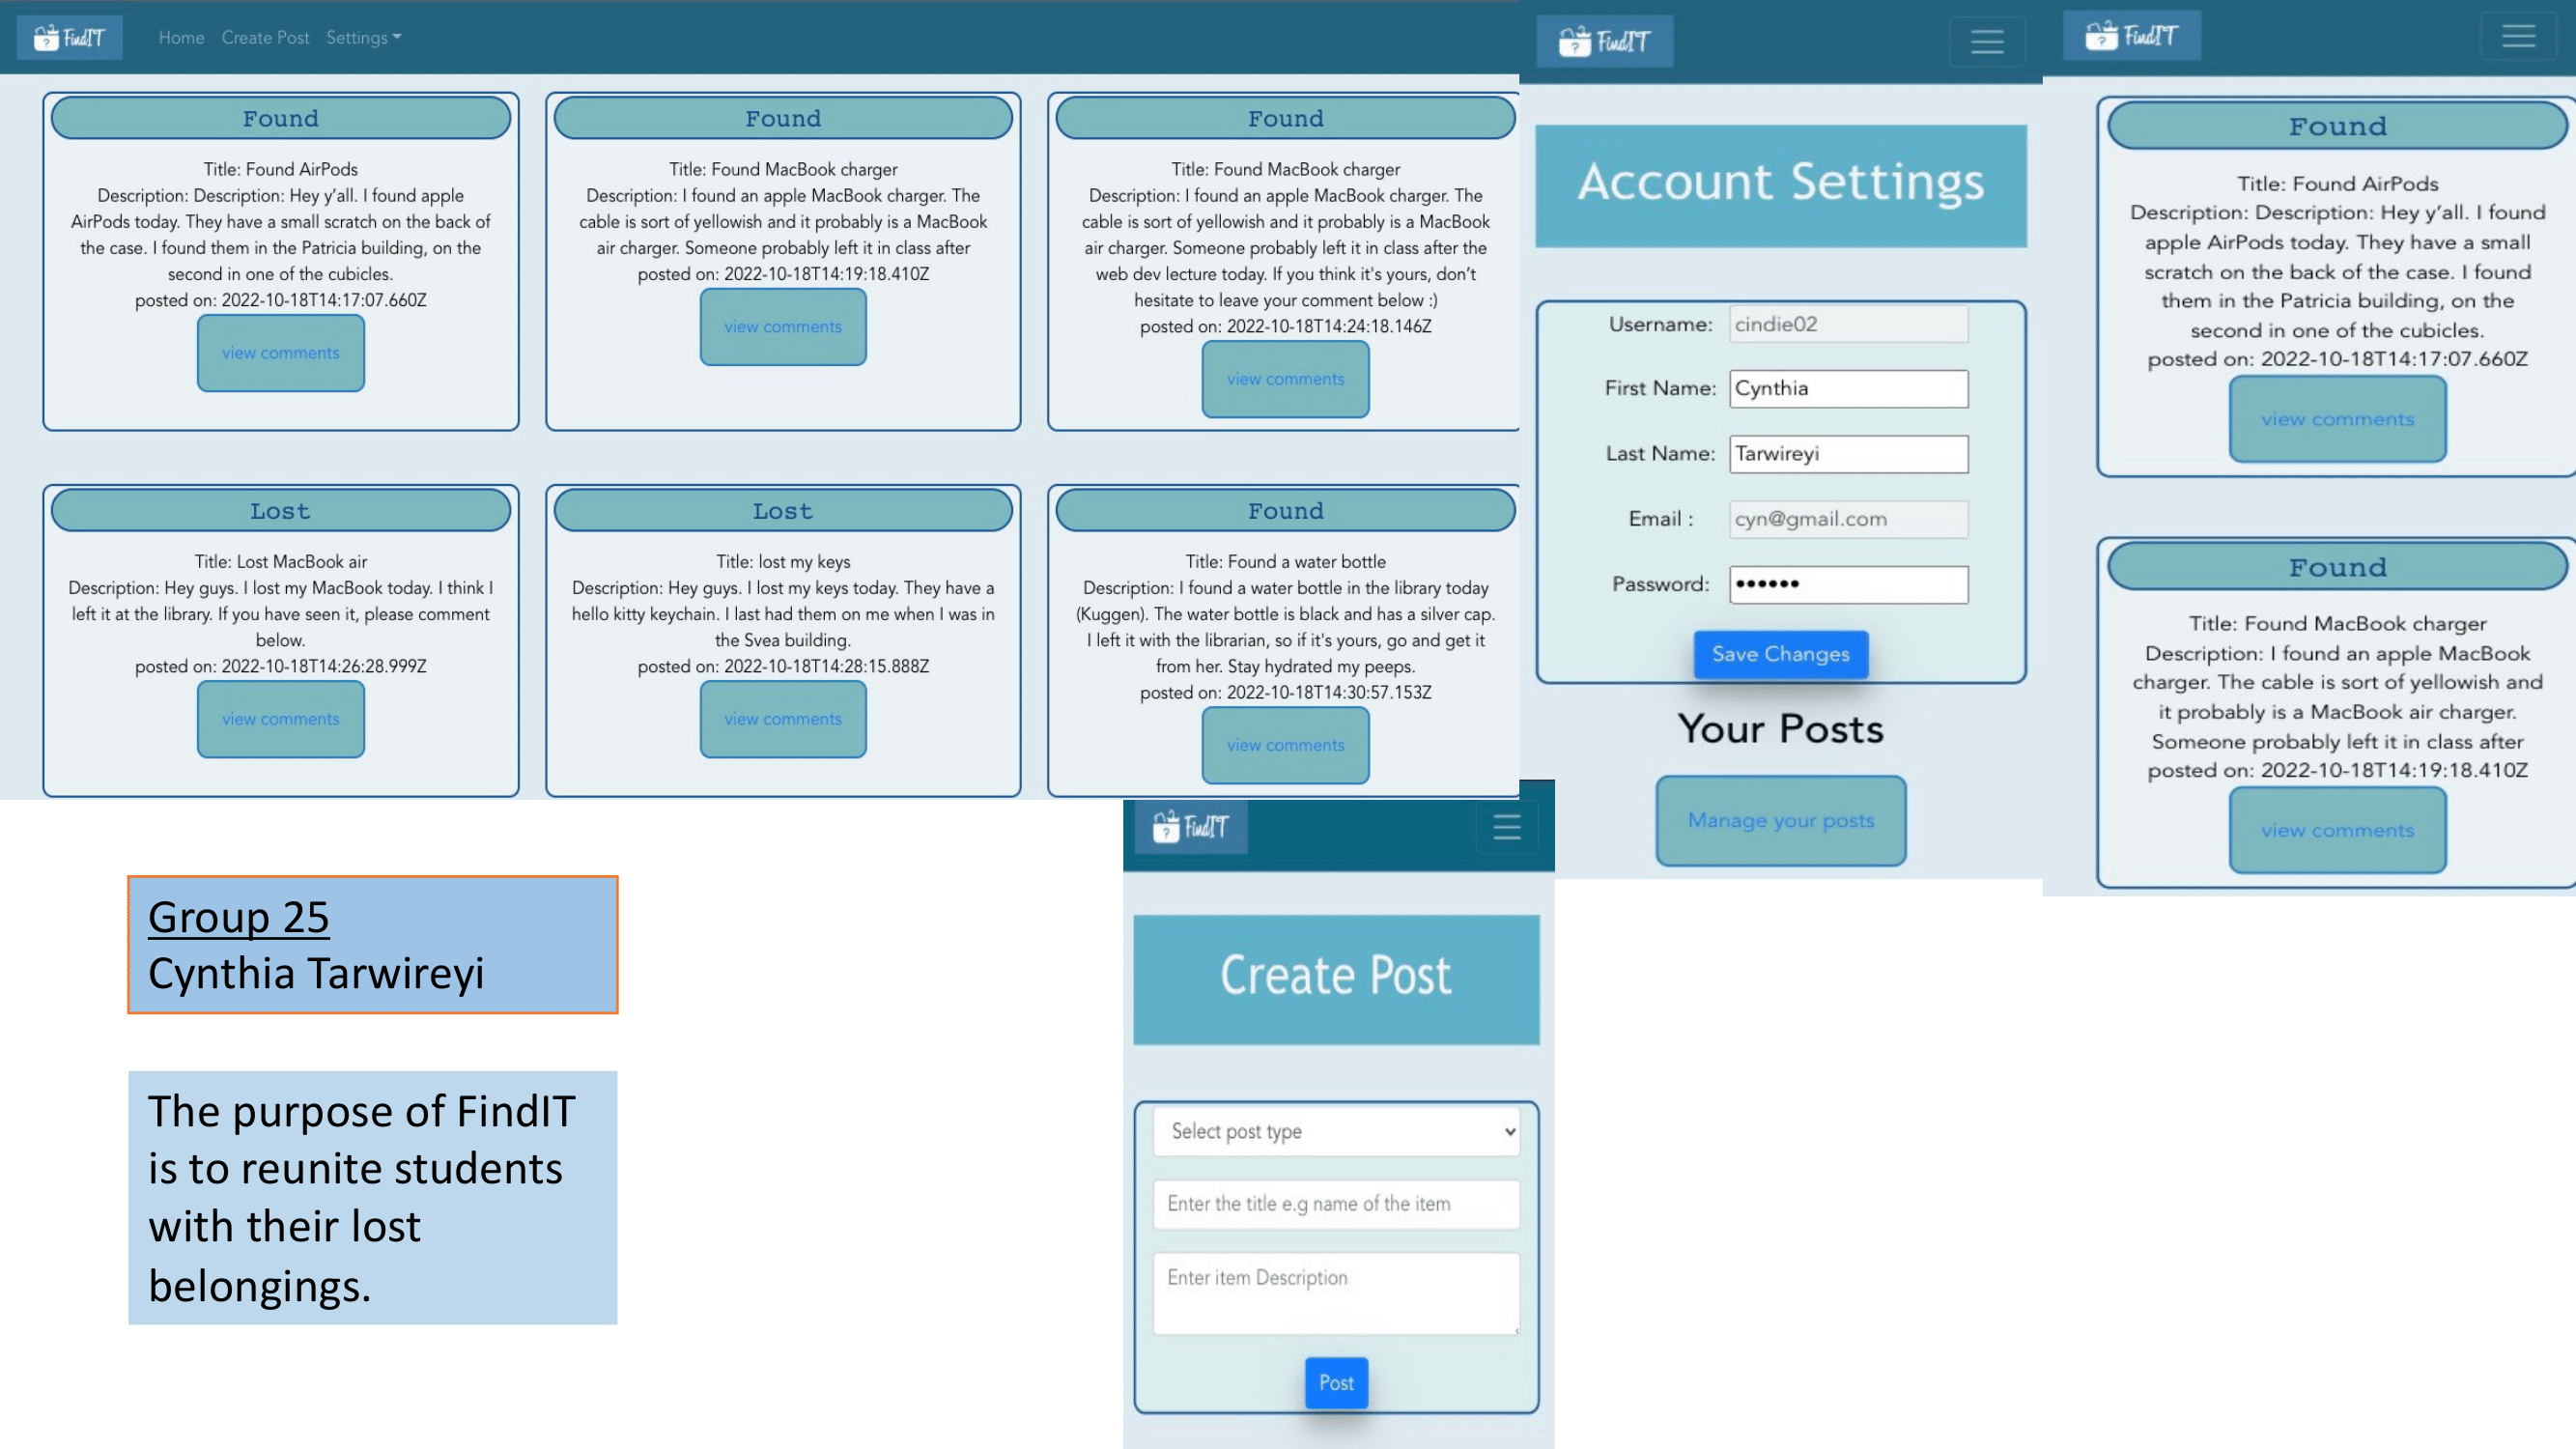 FindIT
Home Create Post Settings
Found
Title: Found AirPods
Description: Description: Hey y’all. I found apple
AirPods today. They have a small scratch on the back of
the case. I found them in the Patricia building, on the
second in one of the cubicles.
posted on: 2022-10-18T14:17:07.660Z
view comments
Found
Title: Found MacBook charger
Description: I found an apple MacBook charger. The
cable is sort of yellowish and it probably is a MacBook
air charger. Someone probably left it in class after
posted on: 2022-10-18T14:19:18.410Z
view comments
Found
Title: Found MacBook charger
Description: I found an apple MacBook charger. The
cable is sort of yellowish and it probably is a MacBook
air charger. Someone probably left it in class after the
web dev lecture today. If you think it's yours, don’t
hesitate to leave your comment below :)
posted on: 2022-10-18T14:24:18.146Z
view comments
Lost
Title: Lost MacBook air
Description: Hey guys. I lost my MacBook today. I think I
left it at the library. If you have seen it, please comment
below.
posted on: 2022-10-18T14:26:28.999Z
view comments
Lost
Title: lost my keys
Description: Hey guys. I lost my keys today. They have a
hello kitty keychain. I last had them on me when I was in
the Svea building.
posted on: 2022-10-18T14:28:15.888Z
view comments
Found
Title: Found a water bottle
Description: I found a water bottle in the library today
(Kuggen). The water bottle is black and has a silver cap.
I left it with the librarian, so if it's yours, go and get it
from her. Stay hydrated my peeps.
posted on: 2022-10-18T14:30:57.153Z
view comments
FindIT
Account Settings
Username: cindie02
First Name: Cynthia
Last Name: Tarwireyi
Email : cyn@gmail.com
Password: ••••••
Save Changes
Your Posts
Manage your posts
FindIT
Found
Title: Found AirPods
Description: Description: Hey y’all. I found
apple AirPods today. They have a small
scratch on the back of the case. I found
them in the Patricia building, on the
second in one of the cubicles.
posted on: 2022-10-18T14:17:07.660Z
view comments
Found
Title: Found MacBook charger
Description: I found an apple MacBook
charger. The cable is sort of yellowish and
it probably is a MacBook air charger.
Someone probably left it in class after
posted on: 2022-10-18T14:19:18.410Z
view comments
Group 25
Cynthia Tarwireyi
The purpose of FindIT
is to reunite students
with their lost
belongings.
FindIT
Create Post
Select post type
Enter the title e.g name of the item
Enter item Description
Post